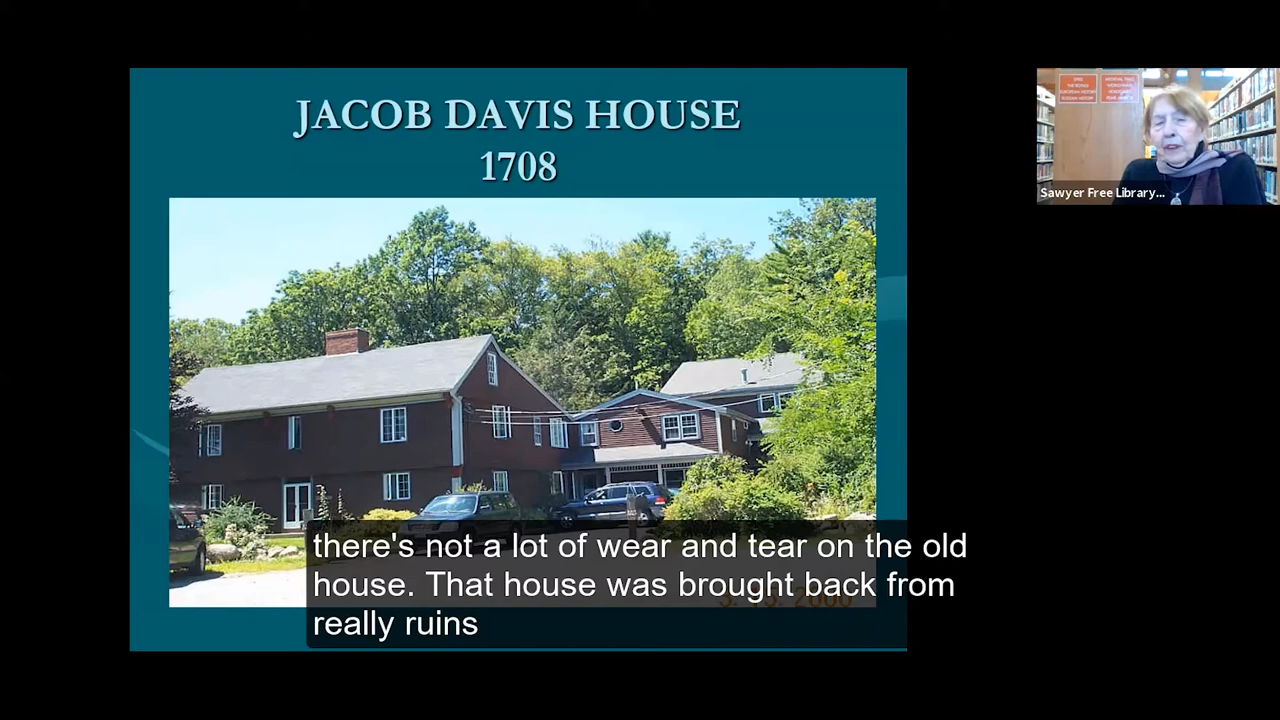 JACOB DAVIS HOUSE
1708
Sawyer Free Library...
there's not a lot of wear and tear on the old
house. That house was brought back from
really ruins